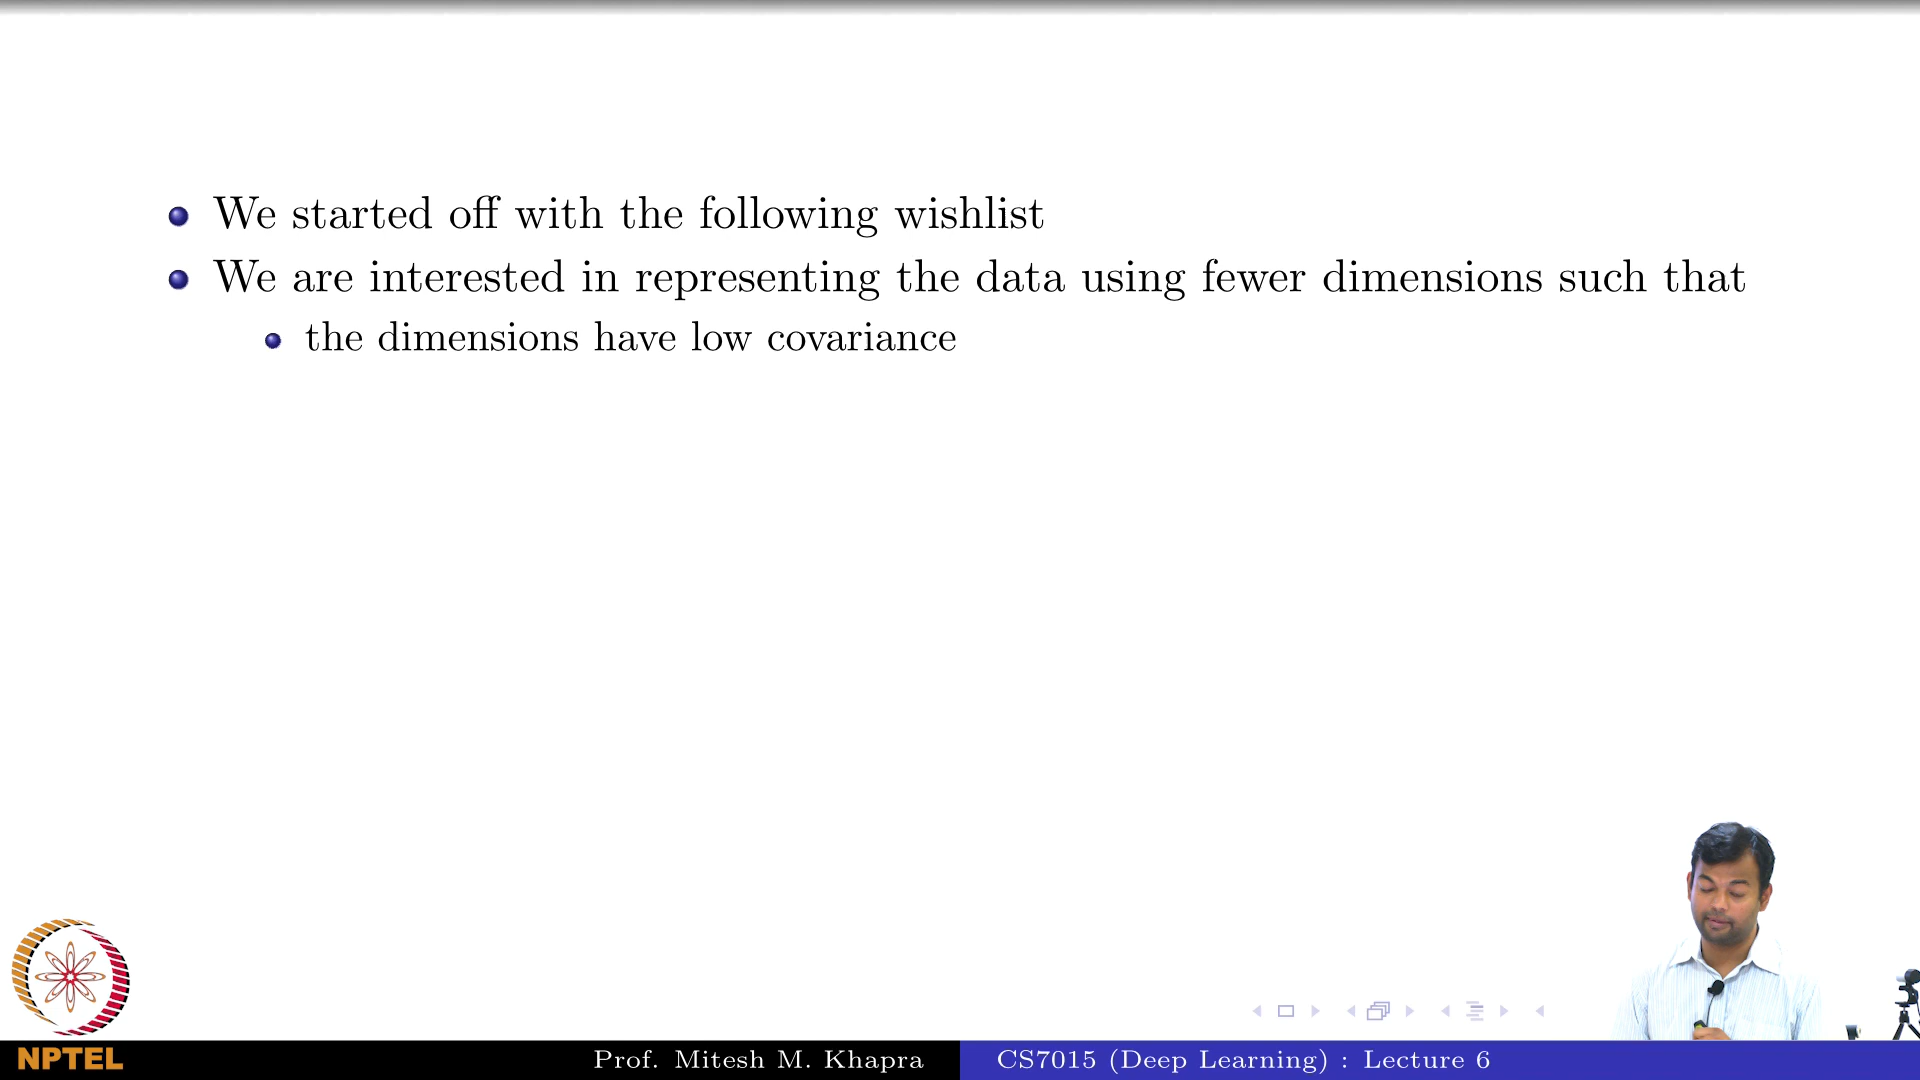 We started off with the following wishlist
We are interested in representing the data using fewer dimensions such that
the dimensions have low covariance
NPTEL
Prof. Mitesh M. Khapra
CS7015 (Deep Learning) : Lecture 6